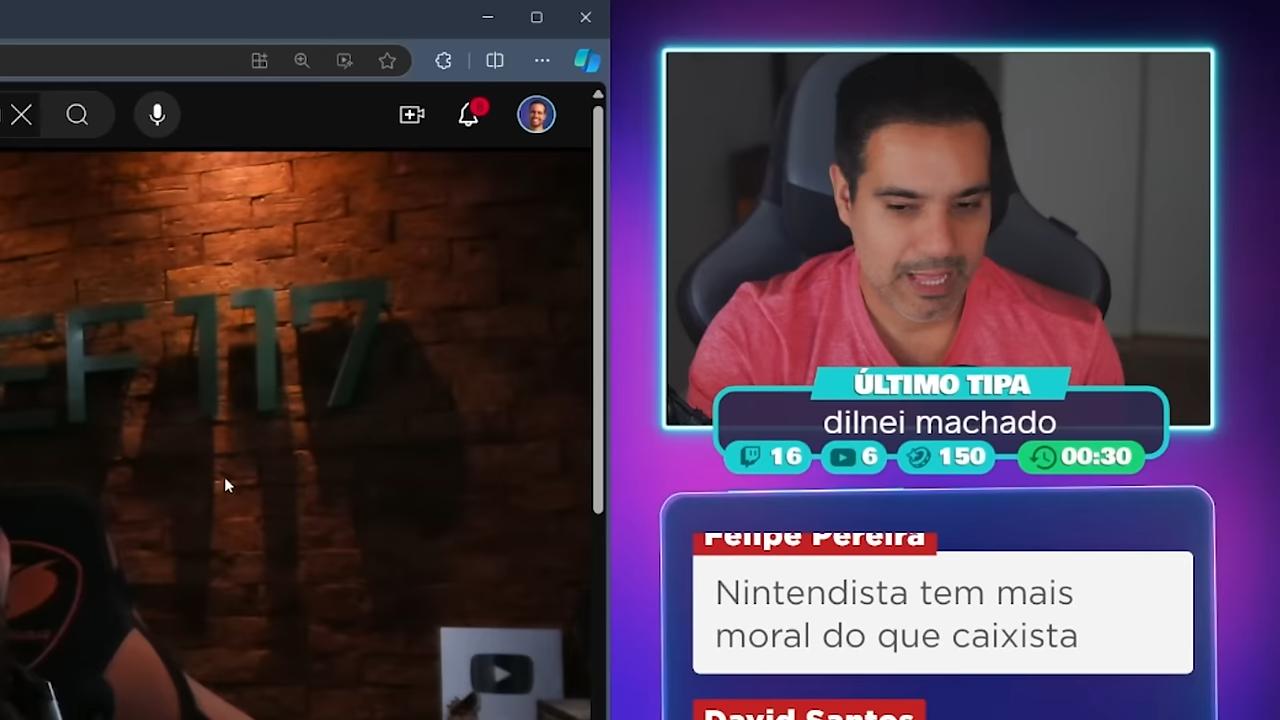 117
ÚLTIMO TIPA
dilnei machado
16 6 150 00:30
Felipe Pereira
Nintendista tem mais
moral do que caixista
David Santos